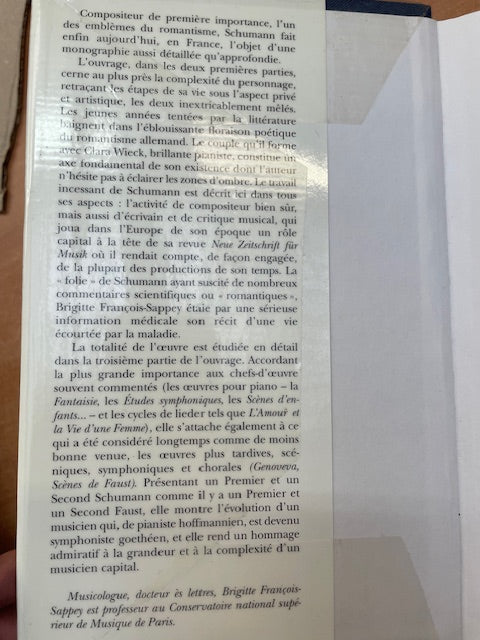 Compositeur de première importance, l'un
des emblèmes du romantisme, Schumann fait
enfin aujourd'hui, en France, l'objet d'une
monographie aussi détaillée qu'approfondie.
L'ouvrage, dans les deux premières parties,
cerne au plus près la complexité du personnage,
retraçant les étapes de sa vie sous l'aspect privé
et artistique, les deux inextricablement mêlés.
Les jeunes années tentées par la littérature
baignent dans l'éblouissante floraison poétique
du romantisme allemand. Le couple qu'il forme
avec Clara Wieck, brillante pianiste, constitue un
axe fondamental de son existence dont l'auteur
n'hésite pas à éclairer les zones d'ombre. Le travail
incessant de Schumann est décrit ici dans tous
ses aspects : l'activité de compositeur bien sûr,
mais aussi d'écrivain et de critique musical, qui
joua dans l'Europe de son époque un rôle
capital à la tête de sa revue Neue Zeitschrift für
Musik où il rendait compte, de façon engagée,
de la plupart des productions de son temps. La
« folie » de Schumann ayant suscité de nombreux
commentaires scientifiques ou « romantiques »,
Brigitte François-Sappey étaie par une sérieuse
information médicale son récit d'une vie
écourtée par la maladie.
La totalité de l'œuvre est étudiée en détail
dans la troisième partie de l'ouvrage. Accordant
la plus grande importance aux chefs-d'œuvre
souvent commentés (les œuvres pour piano – la
Fantaisie, les Études symphoniques, les Scènes d'en-
fants... – et les cycles de lieder tels que L'Amour et
la Vie d'une Femme), elle s'attache également à ce
qui a été considéré longtemps comme de moins
bonne venue, les œuvres plus tardives, scé-
niques, symphoniques et chorales (Genoveva,
Scènes de Faust). Présentant un Premier et un
Second Schumann comme il y a un Premier et
un Second Faust, elle montre l'évolution d'un
musicien qui, de pianiste hoffmannien, est devenu
symphoniste goethéen, et elle rend un hommage
admiratif à la grandeur et à la complexité d'un
musicien capital.
Musicologue, docteur ès lettres, Brigitte François-
Sappey est professeur au Conservatoire national supé-
rieur de Musique de Paris.